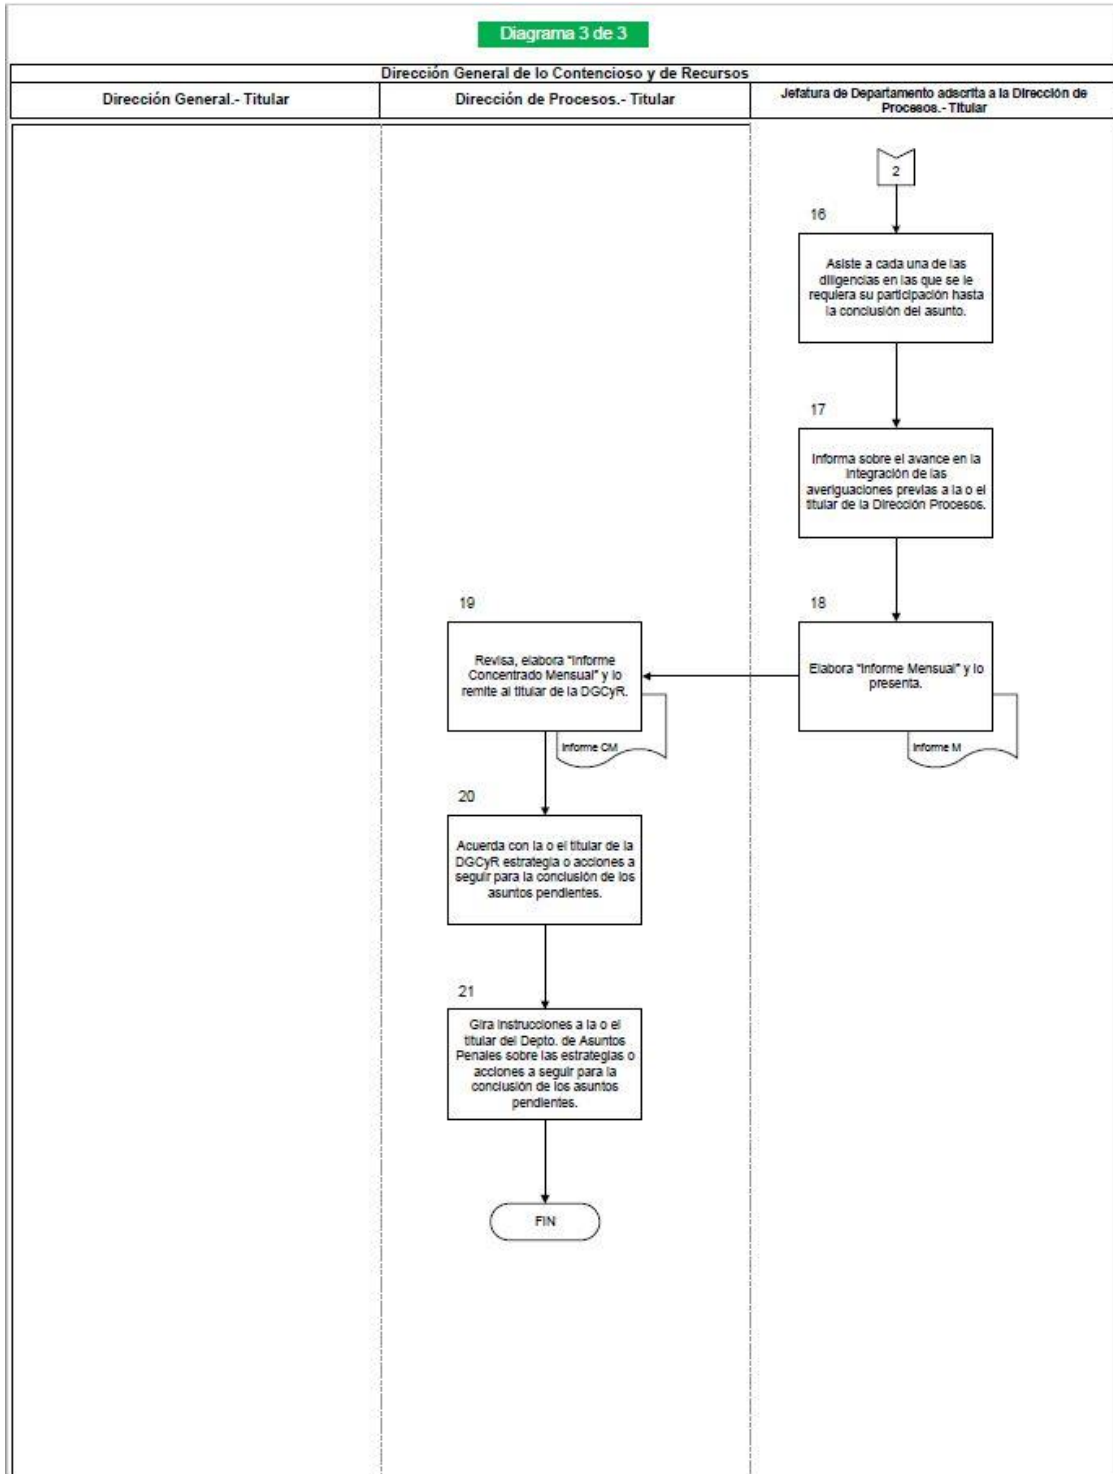 Diagrama 3 de 3
Dirección General de lo Contencioso y de Recursos
Dirección General.- Titular
Dirección de Procesos.- Titular
Jefatura de Departamento adscrita a la Dirección de
Procesos.- Titular
2
16
Asiste a cada una de las
diligencias en las que se le
requiera su participación hasta
la conclusión del asunto.
17
Informa sobre el avance en la
integración de las
averiguaciones previas a la o el
titular de la Dirección Procesos.
18
Elabora "Informe Mensual" y lo
presenta.
Informe M
19
Revisa, elabora "Informe
Concentrado Mensual" y lo
remite al titular de la DGCyR.
Informe CM
20
Acuerda con la o el titular de la
DGCyR estrategia o acciones a
seguir para la conclusión de los
asuntos pendientes.
21
Gira instrucciones a la o el
titular del Depto. de Asuntos
Penales sobre las estrategias o
acciones a seguir para la
conclusión de los asuntos
pendientes.
FIN